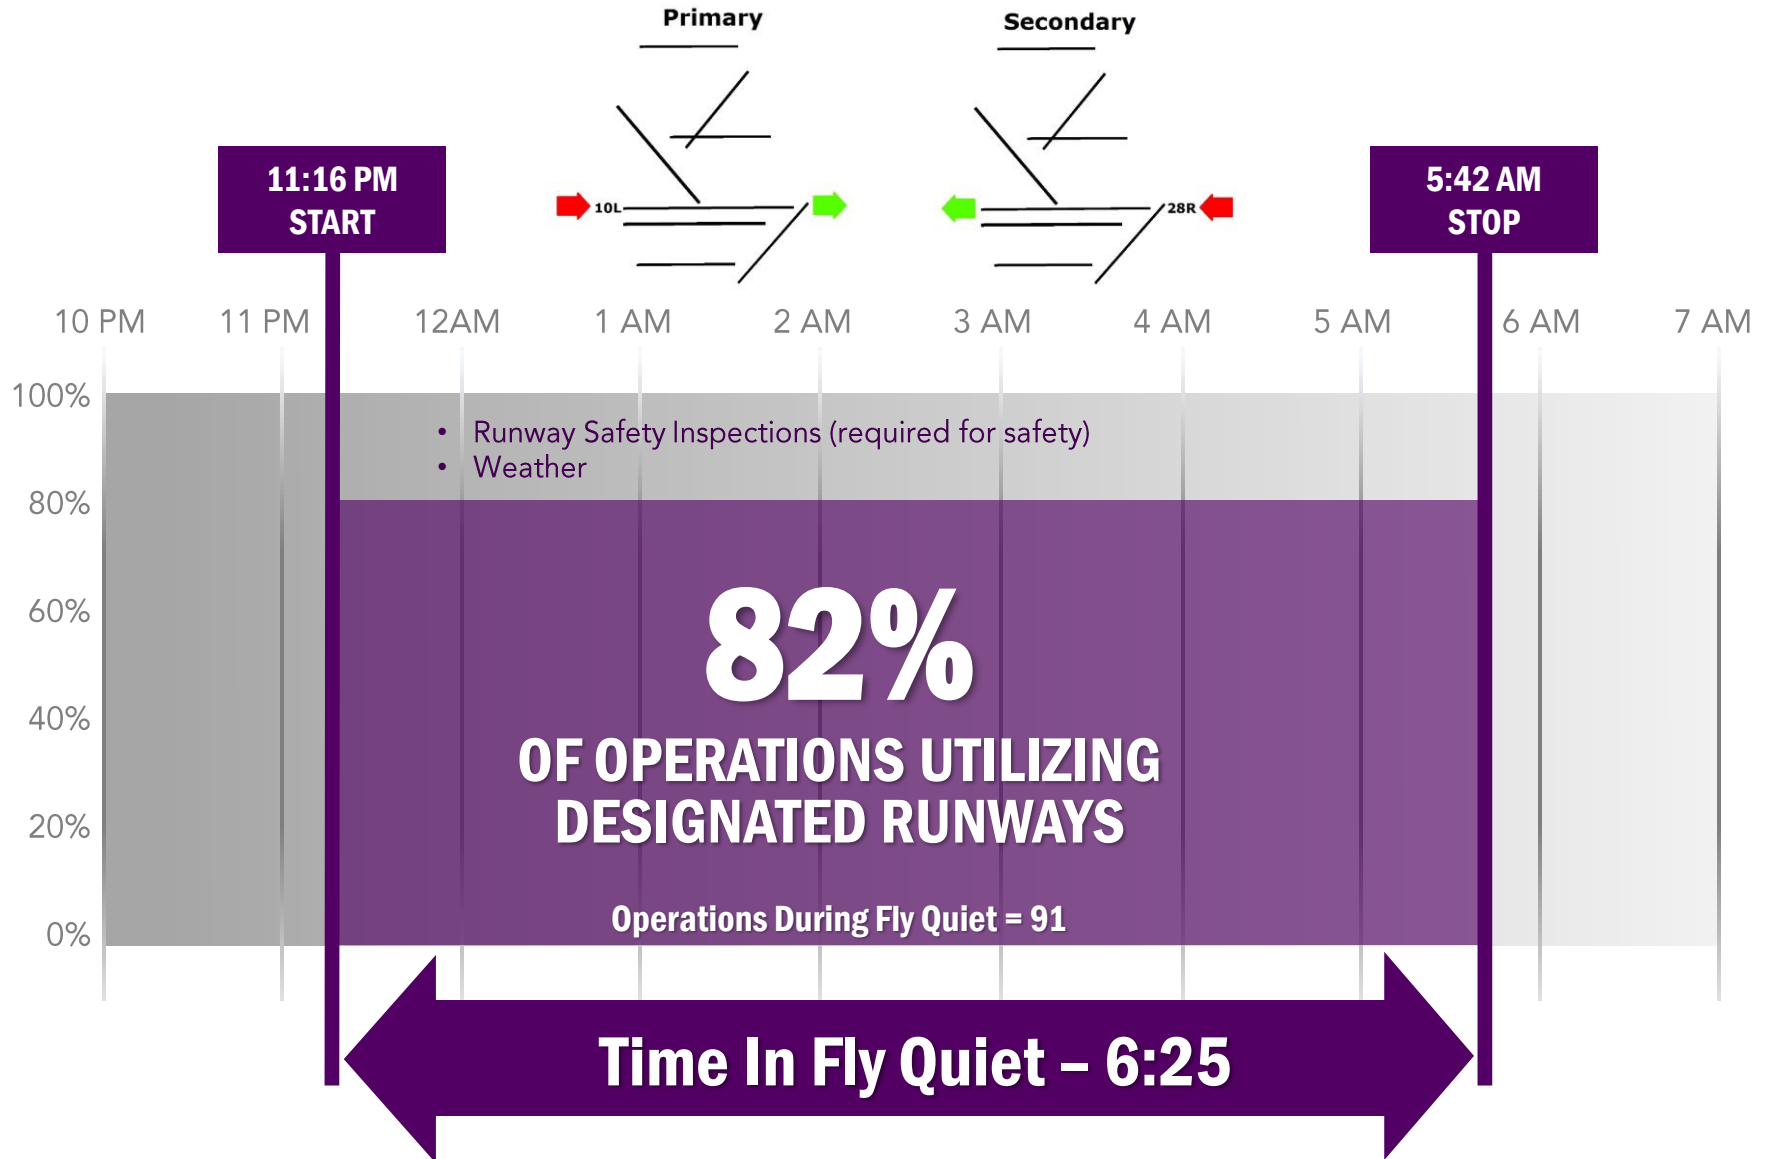 Primary
Secondary
11:16 PM
START
10L
28R
5:42 AM
STOP
10 PM 11 PM 12AM 1 AM 2 AM 3 AM 4 AM 5 AM 6 AM 7 AM
100%
• Runway Safety Inspections (required for safety)
• Weather
80%
60%
40%
20%
0%
82%
OF OPERATIONS UTILIZING
DESIGNATED RUNWAYS
Operations During Fly Quiet = 91
Time In Fly Quiet – 6:25